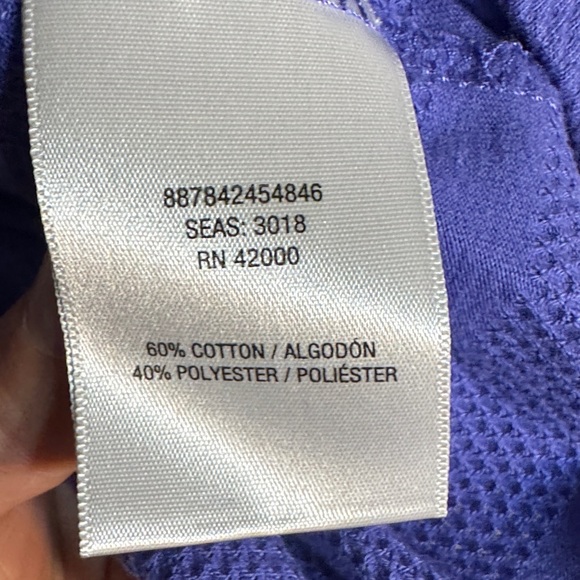 887842454846
SEAS: 3018
RN 42000
60% COTTON / ALGODÓN
40% POLYESTER / POLIÉSTER